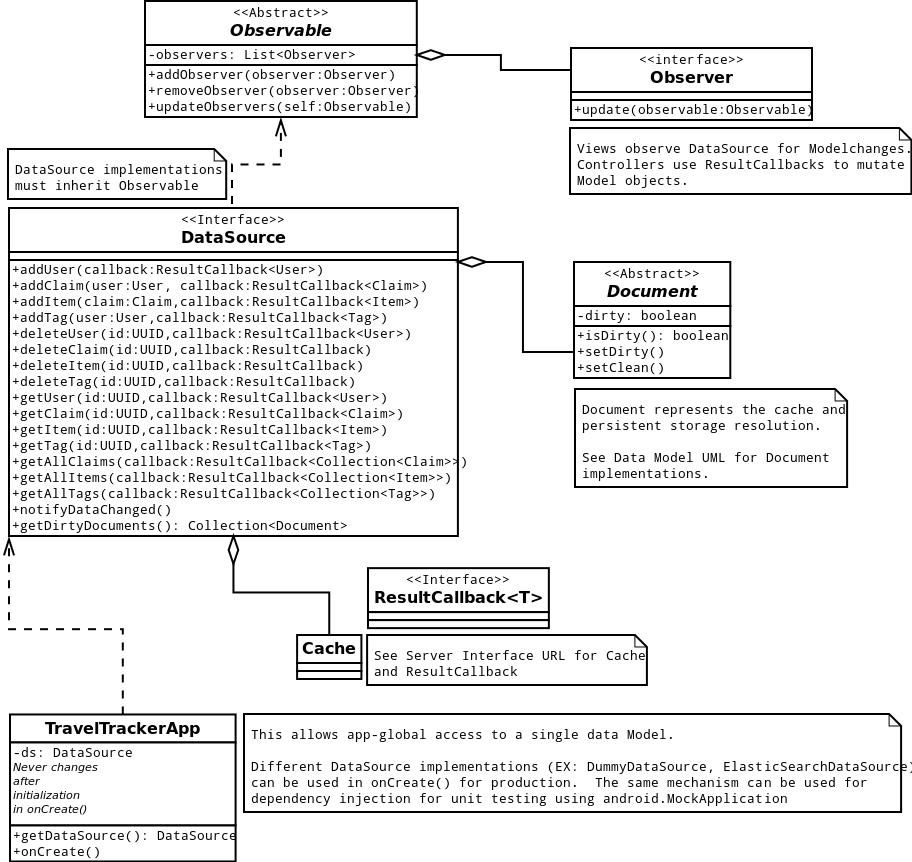 <<Abstract>>
Observable
-observers: List<Observer>
+addObserver(observer:Observer)
+removeObserver(observer:Observer)
+updateObservers(self:Observable)
<<interface>>
Observer
+update(observable:Observable)
Views observe DataSource for Modelchanges.
Controllers use ResultCallbacks to mutate
Model objects.
DataSource implementations
must inherit Observable
<<Interface>>
DataSource
+addUser(callback:ResultCallback<User>)
+addClaim(user:User, callback:ResultCallback<Claim>)
+addItem(claim:Claim,callback:ResultCallback<Item>)
+addTag(user:User,callback:ResultCallback<Tag>)
+deleteUser(id:UUID,callback:ResultCallback<User>)
+deleteClaim(id:UUID,callback:ResultCallback)
+deleteItem(id:UUID,callback:ResultCallback)
+deleteTag(id:UUID,callback:ResultCallback)
+getUser(id:UUID,callback:ResultCallback<User>)
+getClaim(id:UUID,callback:ResultCallback<Claim>)
+getItem(id:UUID,callback:ResultCallback<Item>)
+getTag(id:UUID,callback:ResultCallback<Tag>)
+getAllClaims(callback:ResultCallback<Collection<Claim>>)
+getAllItems(callback:ResultCallback<Collection<Item>>)
+getAllTags(callback:ResultCallback<Collection<Tag>>)
+notifyDataChanged()
+getDirtyDocuments(): Collection<Document>
<<Abstract>>
Document
-dirty: boolean
+isDirty(): boolean
+setDirty()
+setClean()
Document represents the cache and
persistent storage resolution.
See Data Model UML for Document
implementations.
<<Interface>>
ResultCallback<T>
Cache
See Server Interface URL for Cache
and ResultCallback
TravelTrackerApp
-ds: DataSource
Never changes
after
initialization
in onCreate()
+getDataSource(): DataSource
+onCreate()
This allows app-global access to a single data Model.
Different DataSource implementations (EX: DummyDataSource, ElasticSearchDataSource)
can be used in onCreate() for production.  The same mechanism can be used for
dependency injection for unit testing using android.MockApplication